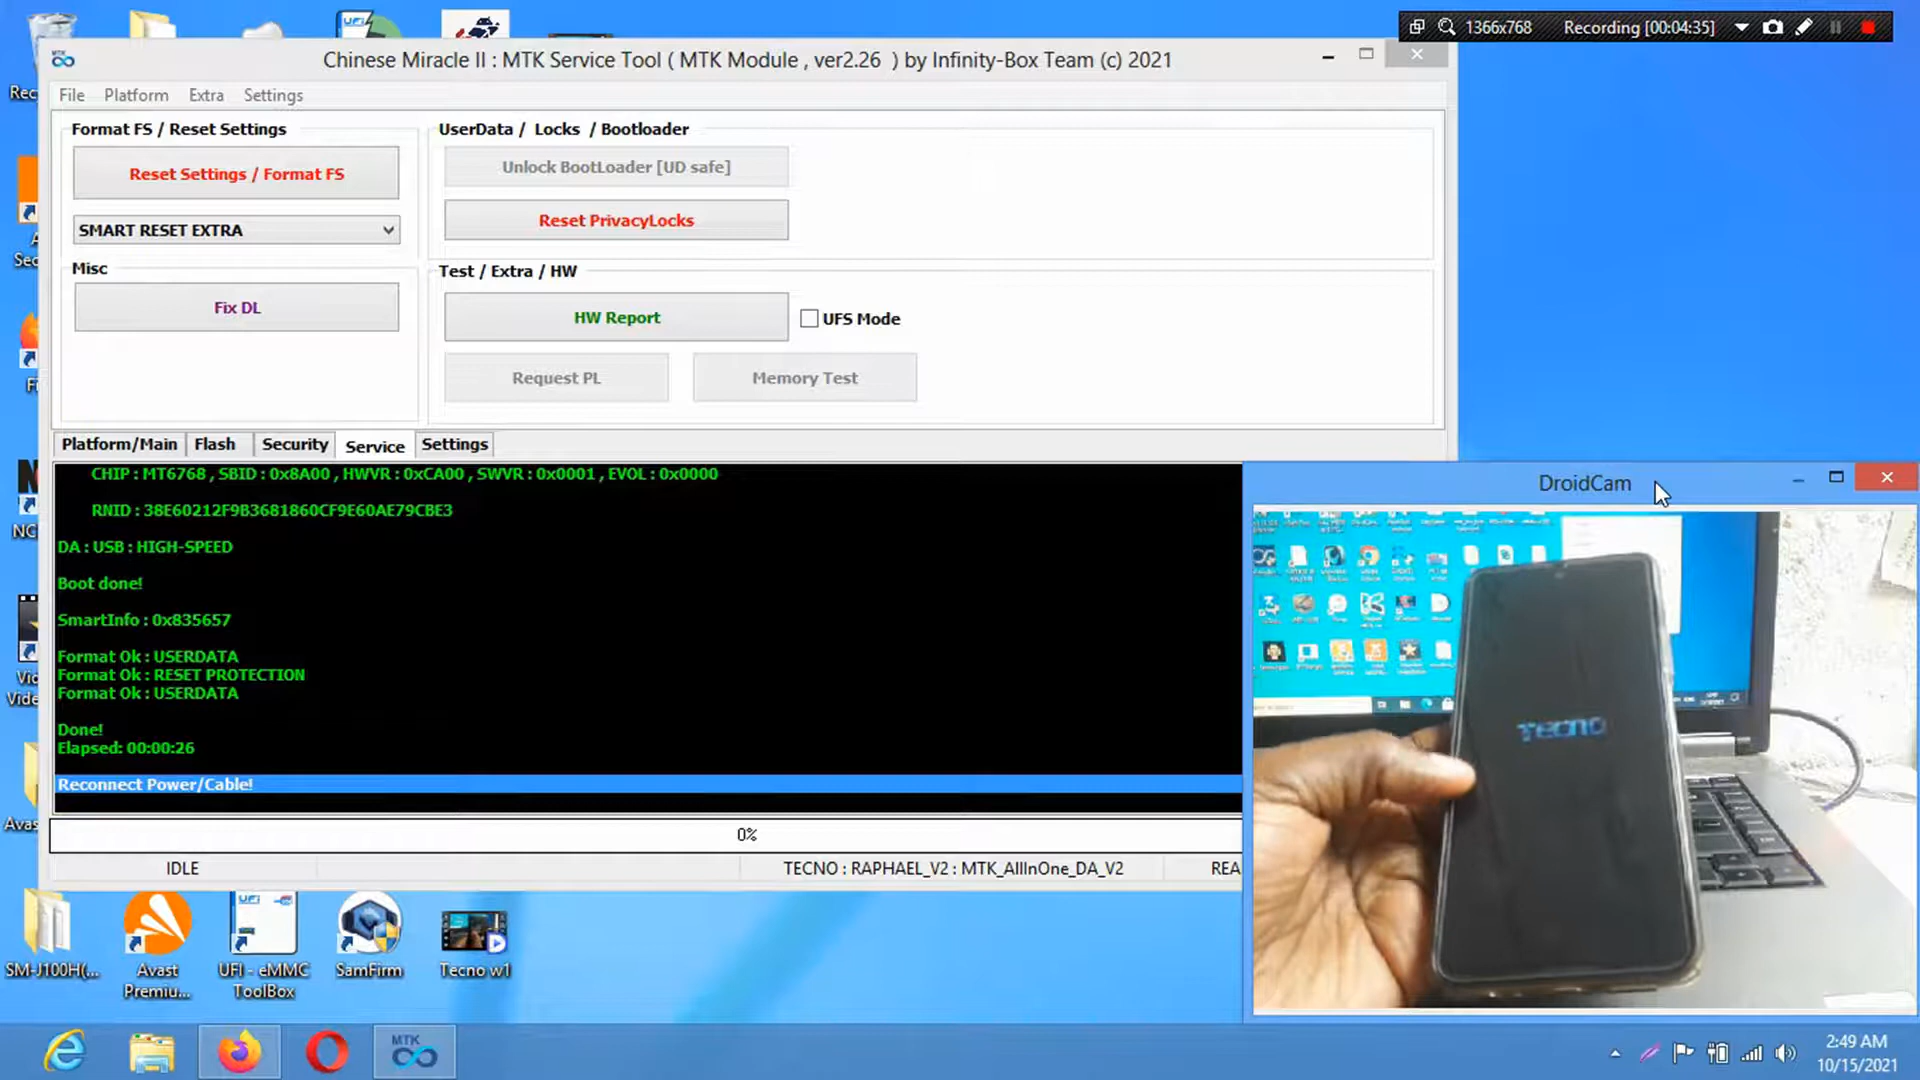 1366x768
Recording [00:04:35]
Chinese Miracle II : MTK Service Tool ( MTK Module , ver2.26 ) by Infinity-Box Team (c) 2021
File Platform Extra Settings
Format FS / Reset Settings
UserData / Locks / Bootloader
Unlock BootLoader [UD safe]
Reset Settings / Format FS
Reset PrivacyLocks
SMART RESET EXTRA
Misc
Test / Extra / HW
Fix DL
HW Report
UFS Mode
Request PL
Memory Test
Platform/Main Flash Security Service Settings
CHIP : MT6768 , SBID : 0x8A00 , HWVR : 0xCA00 , SWVR : 0x0001 , EVOL : 0x0000
RNID : 38E60212F9B3681860CF9E60AE79CBE3
DA : USB : HIGH-SPEED
Boot done!
SmartInfo : 0x835657
Format Ok : USERDATA
Format Ok : RESET PROTECTION
Format Ok : USERDATA
Done!
Elapsed: 00:00:26
Reconnect Power/Cable!
0%
IDLE
TECNO : RAPHAEL_V2 : MTK_AllInOne_DA_V2
REA
DroidCam
TECNO
SM-J100H(...
Avast
Premiu...
UFI - eMMC
ToolBox
SamFirm
Tecno w1
MTK
2:49 AM
10/15/2021